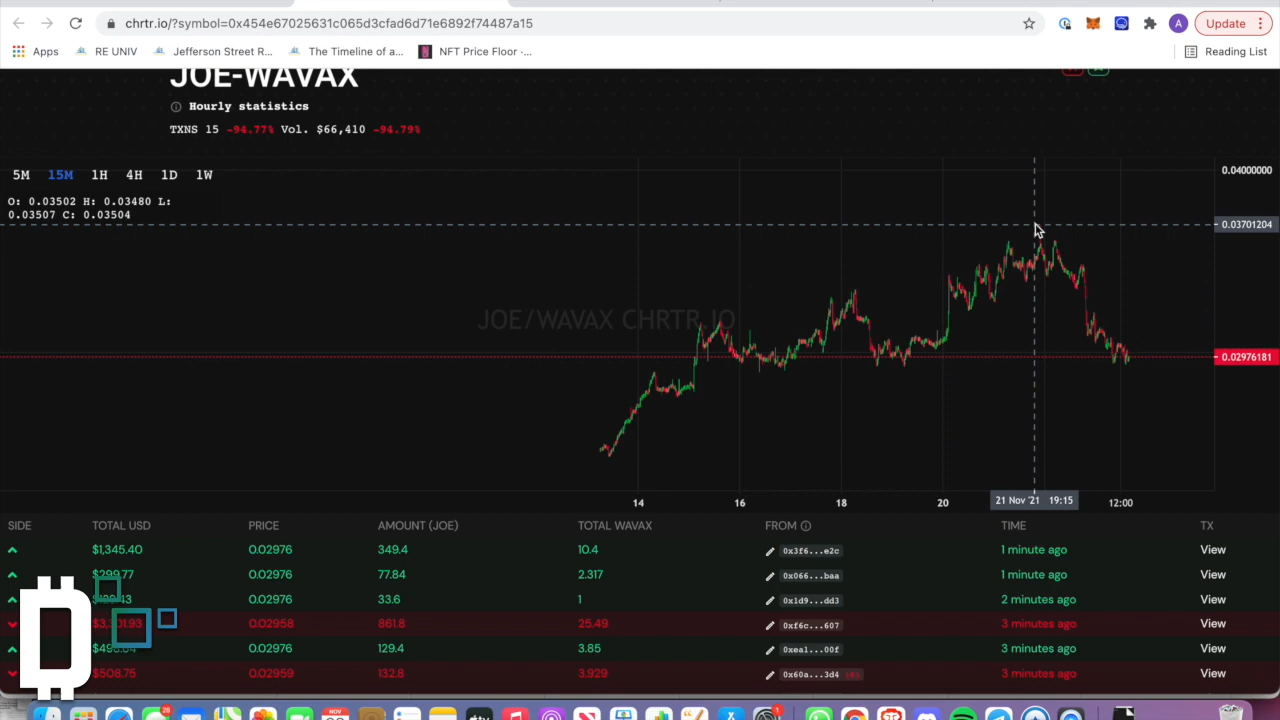 chrtr.io/?symbol=0x454e67025631c065d3cfad6d71e6892f74487a15
A
Update
Apps
RE UNIV
Jefferson Street R...
The Timeline of a...
NFT Price Floor -...
Reading List
JOE-WAVAX
Hourly statistics
TXNS 15 -94.77% Vol. $66,410 -94.79%
5M 15M 1H 4H 1D 1W
O: 0.03502 H: 0.03480 L:
0.03507 C: 0.03504
0.04000000
0.03701204
JOE/WAVAX CHRTR.IO
0.02976181
14 16 18 20 21 Nov '21 19:15 12:00
SIDE TOTAL USD PRICE AMOUNT (JOE) TOTAL WAVAX FROM TIME TX
$1,345.40 0.02976 349.4 10.4 0x3f6...e2c 1 minute ago View
$299.77 0.02976 77.84 2.317 0x066...baa 1 minute ago View
0.02976 33.6 1 0x1d9...dd3 2 minutes ago View
0.02958 861.8 25.49 0xf6c...607 3 minutes ago View
0.02976 129.4 3.85 0xea1...00f 3 minutes ago View
$508.75 0.02959 132.8 3.929 0x60a...3d4 3 minutes ago View
28
NOV